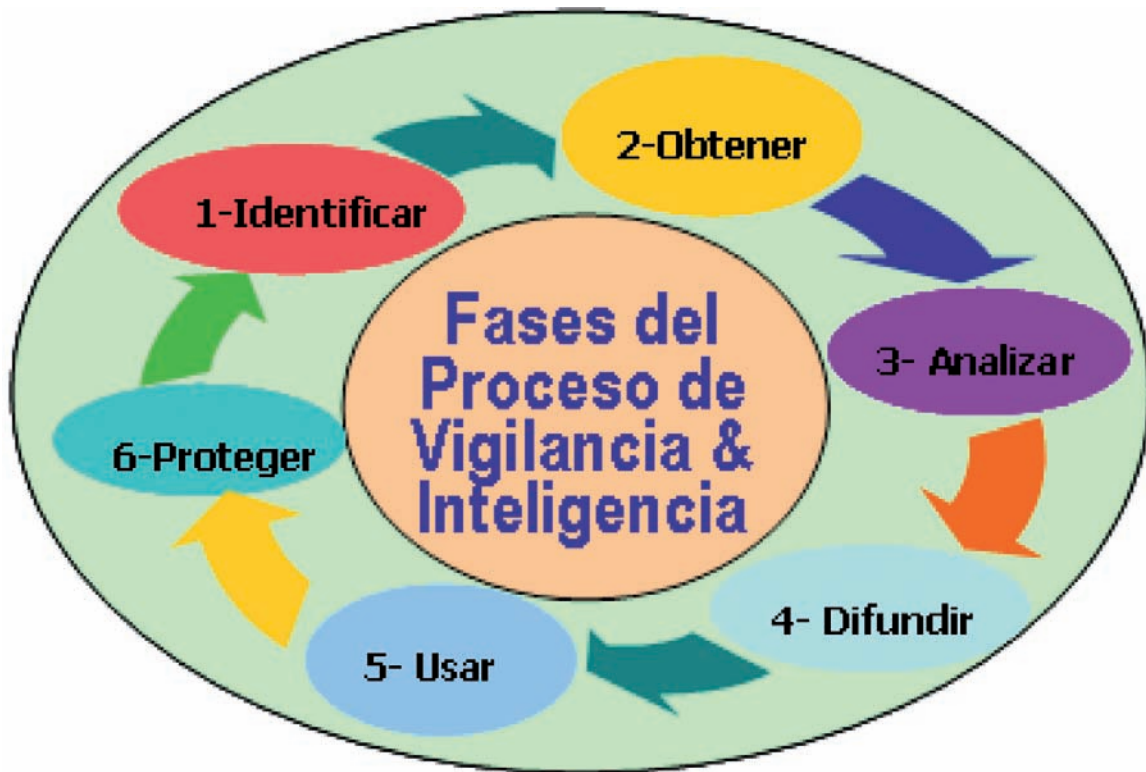 1-Identificar
2-Obtener
3- Analizar
4- Difundir
5- Usar
6-Proteger
Fases del
Proceso de
Vigilancia &
Inteligencia